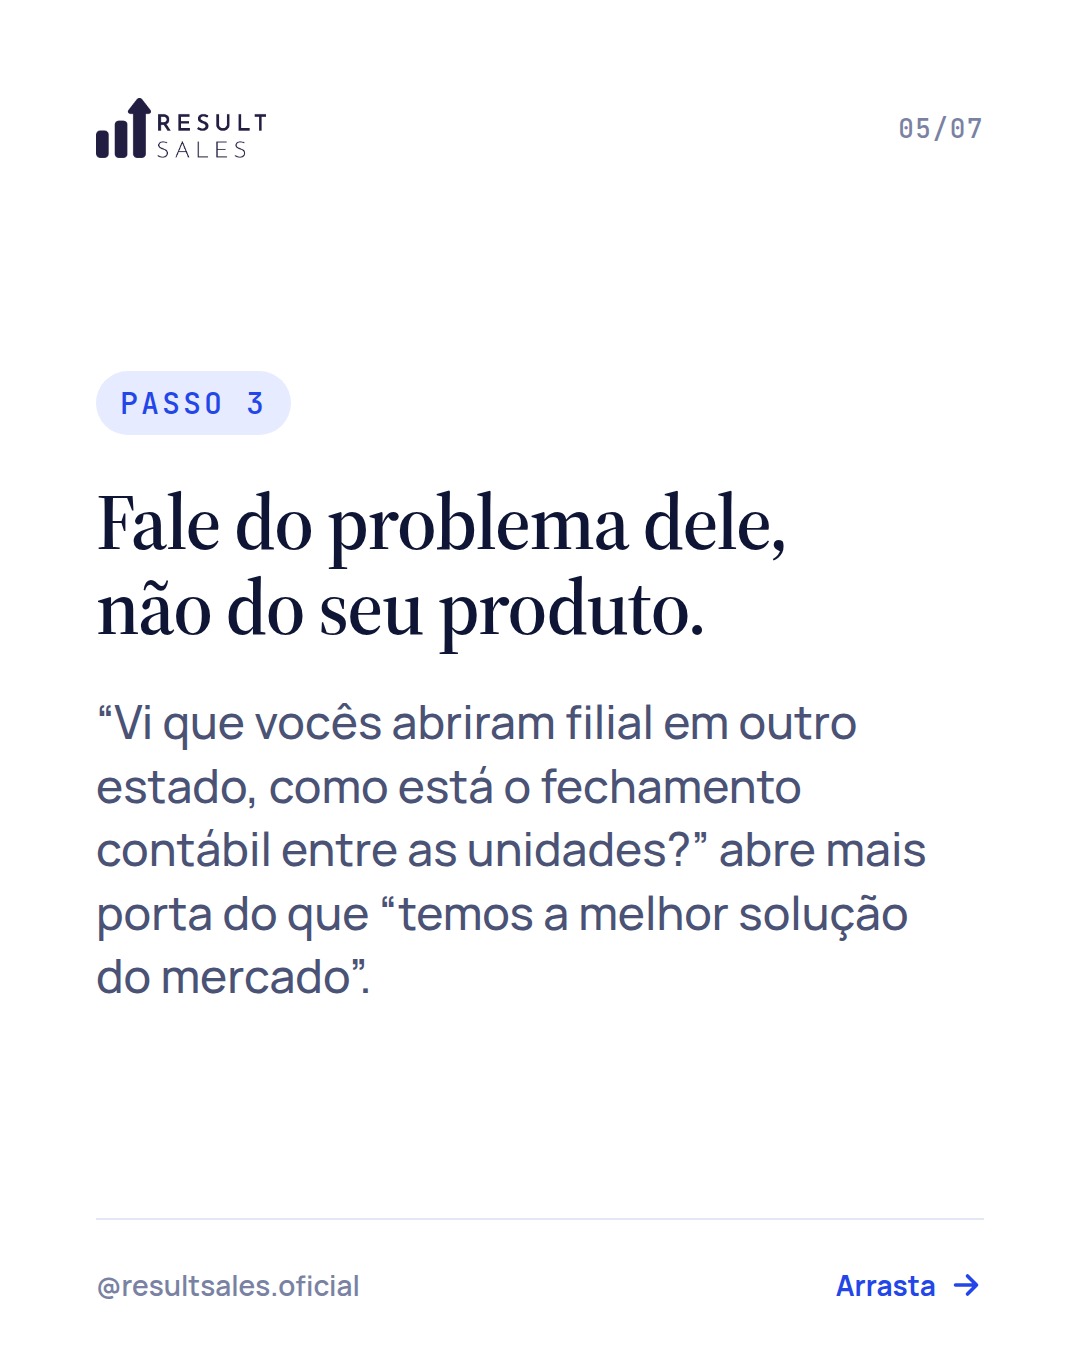 RESULT
SALES
05/07
PASSO 3
Fale do problema dele,
não do seu produto.
“Vi que vocês abriram filial em outro
estado, como está o fechamento
contábil entre as unidades?” abre mais
porta do que “temos a melhor solução
do mercado”.
@resultsales.oficial
Arrasta →